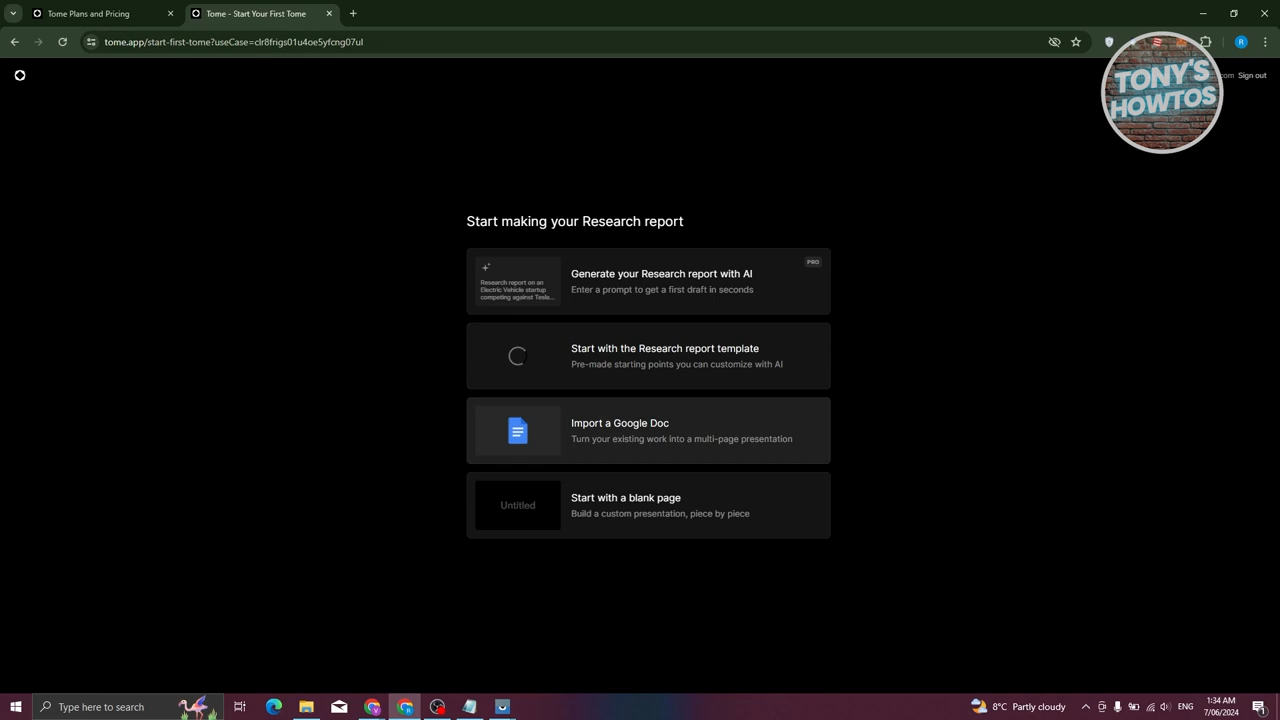 Tome Plans and Pricing
Tome - Start Your First Tome
tome.app/start-first-tome?useCase=clr8frigs01u4oe5yfcng07ul
R
com Sign out
TONY'S
HOWTOS
Start making your Research report
Research report on an
Electric Vehicle startup
competing against Tesla...
Generate your Research report with AI
PRO
Enter a prompt to get a first draft in seconds
Start with the Research report template
Pre-made starting points you can customize with AI
Import a Google Doc
Turn your existing work into a multi-page presentation
Untitled
Start with a blank page
Build a custom presentation, piece by piece
Type here to search
8°C Partly cloudy
ENG
1:34 AM
7/06/2024